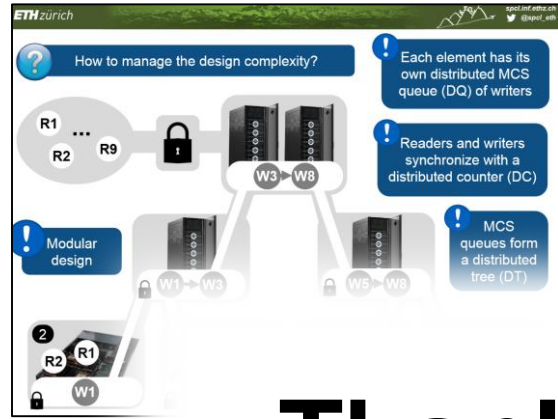 ETH zürich
spcl.inf.ethz.ch
@spcl_eth
How to manage the design complexity?
Each element has its
own distributed MCS
queue (DQ) of writers
R1
...
R2
R9
W3
W8
Readers and writers
synchronize with a
distributed counter (DC)
Modular
design
MCS
queues form
a distributed
tree (DT)
W1
W3
W5
W8
2
R2
R1
W1